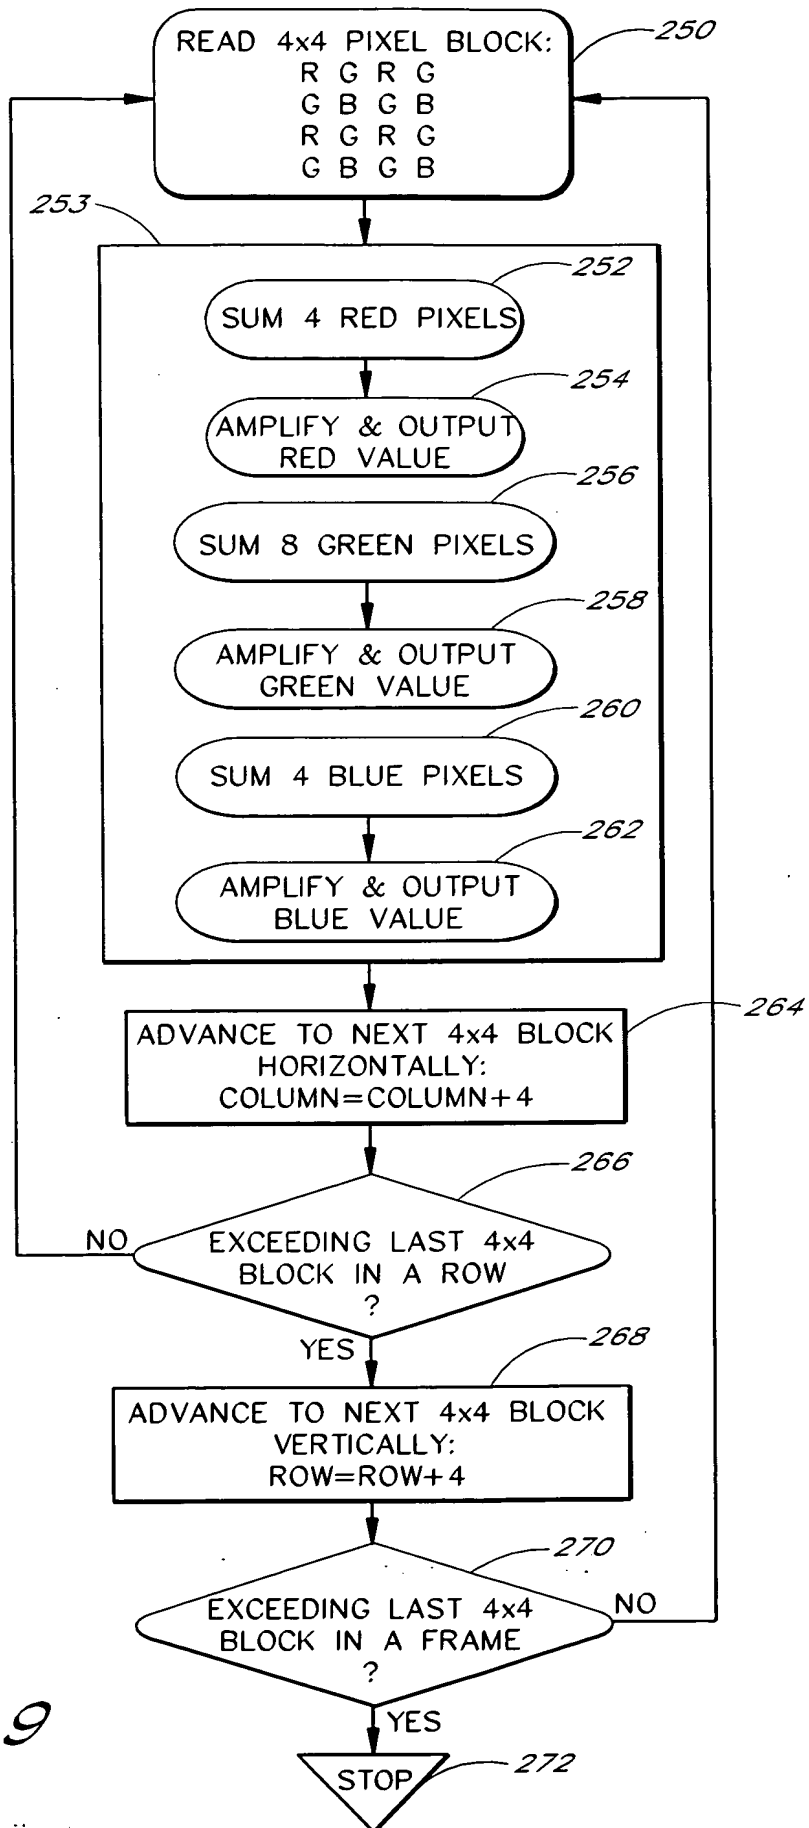 READ 4x4 PIXEL BLOCK:
R G R G
G B G B
R G R G
G B G B
250
253
252
SUM 4 RED PIXELS
254
AMPLIFY & OUTPUT
RED VALUE
256
SUM 8 GREEN PIXELS
258
AMPLIFY & OUTPUT
GREEN VALUE
260
SUM 4 BLUE PIXELS
262
AMPLIFY & OUTPUT
BLUE VALUE
264
ADVANCE TO NEXT 4x4 BLOCK
HORIZONTALLY:
COLUMN=COLUMN+4
266
NO
EXCEEDING LAST 4x4
BLOCK IN A ROW
?
YES
268
ADVANCE TO NEXT 4x4 BLOCK
VERTICALLY:
ROW=ROW+4
270
EXCEEDING LAST 4x4
BLOCK IN A FRAME
?
NO
9
YES
STOP
272